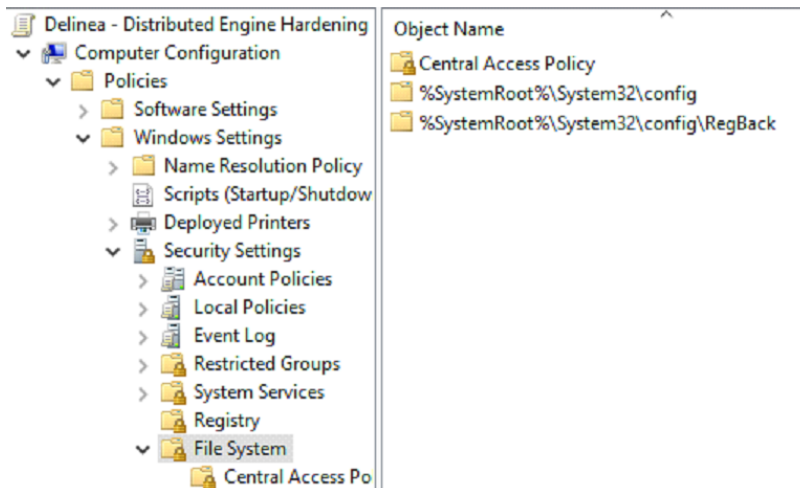 Delinea - Distributed Engine Hardening
Computer Configuration
Policies
Software Settings
Windows Settings
Name Resolution Policy
Scripts (Startup/Shutdow
Deployed Printers
Security Settings
Account Policies
Local Policies
Event Log
Restricted Groups
System Services
Registry
File System
Central Access Po
Object Name
Central Access Policy
%SystemRoot%\System32\config
%SystemRoot%\System32\config\RegBack